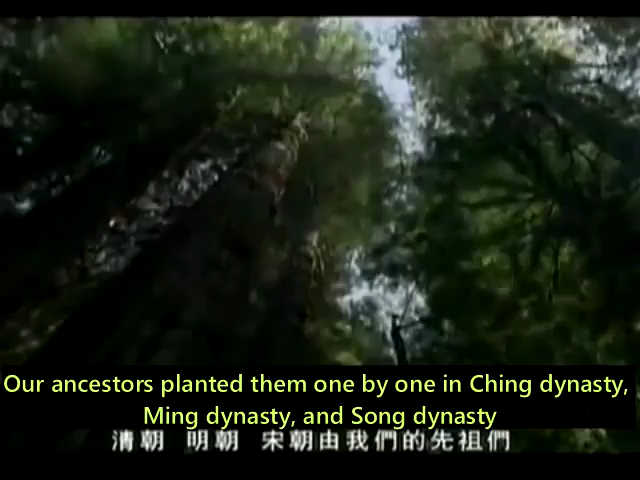 Our ancestors planted them one by one in Ching dynasty,
Ming dynasty, and Song dynasty
清朝 明朝 宋朝由我們的先祖們